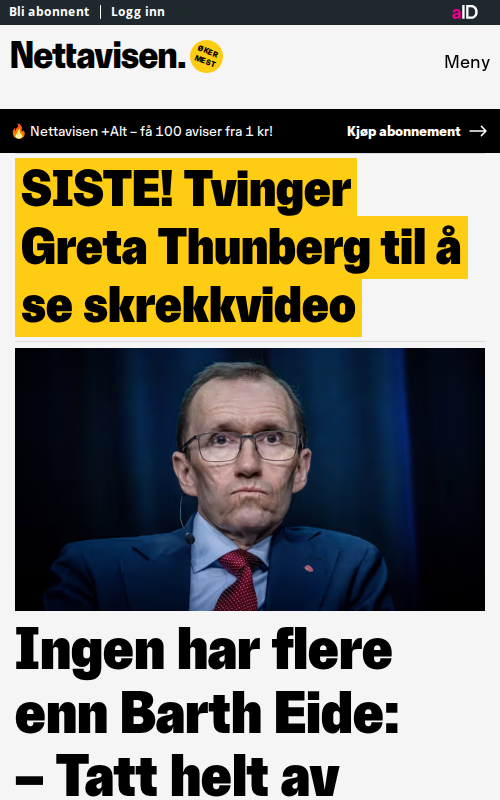 Bli abonnent | Logg inn
aID
Nettavisen.
ØKER
MEST
Meny
Nettavisen +Alt – få 100 aviser fra 1 kr!
Kjøp abonnement →
SISTE! Tvinger
Greta Thunberg til å
se skrekkvideo
Ingen har flere
enn Barth Eide:
– Tatt helt av